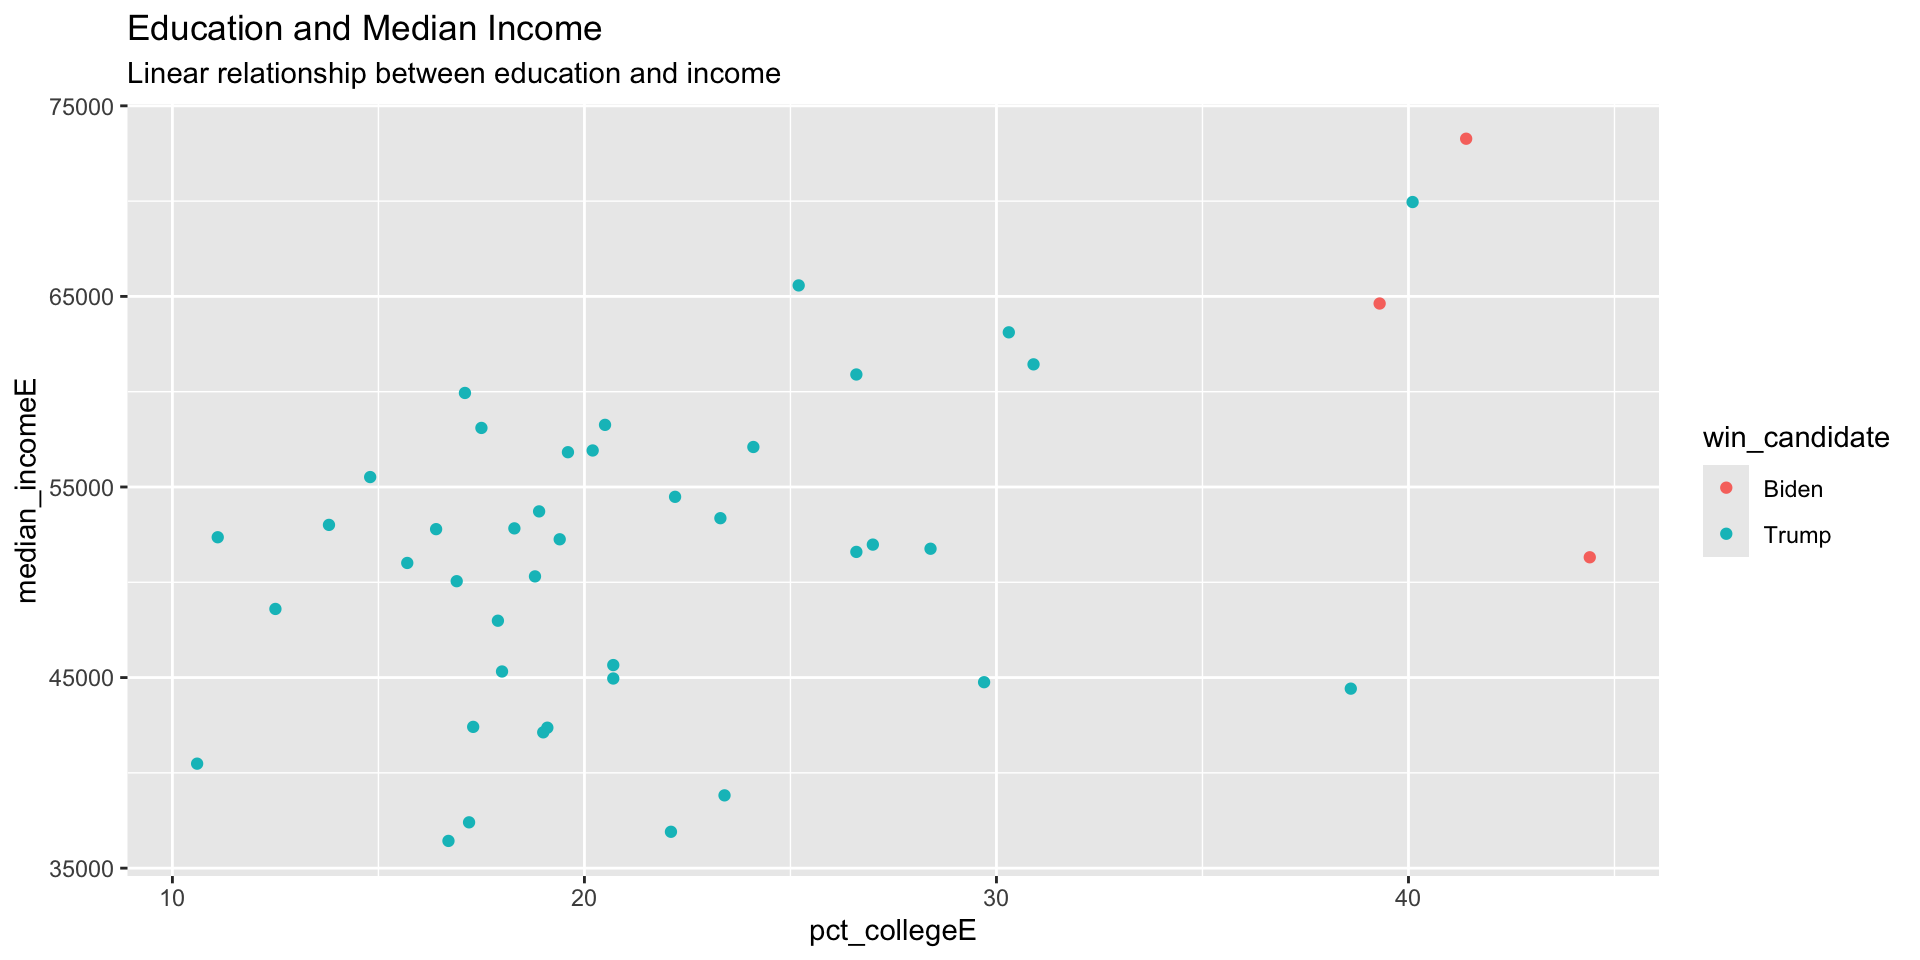 Education and Median Income
Linear relationship between education and income
75000
65000
55000
45000
35000
median_incomeE
10 20 30 40
pct_collegeE
win_candidate
Biden
Trump